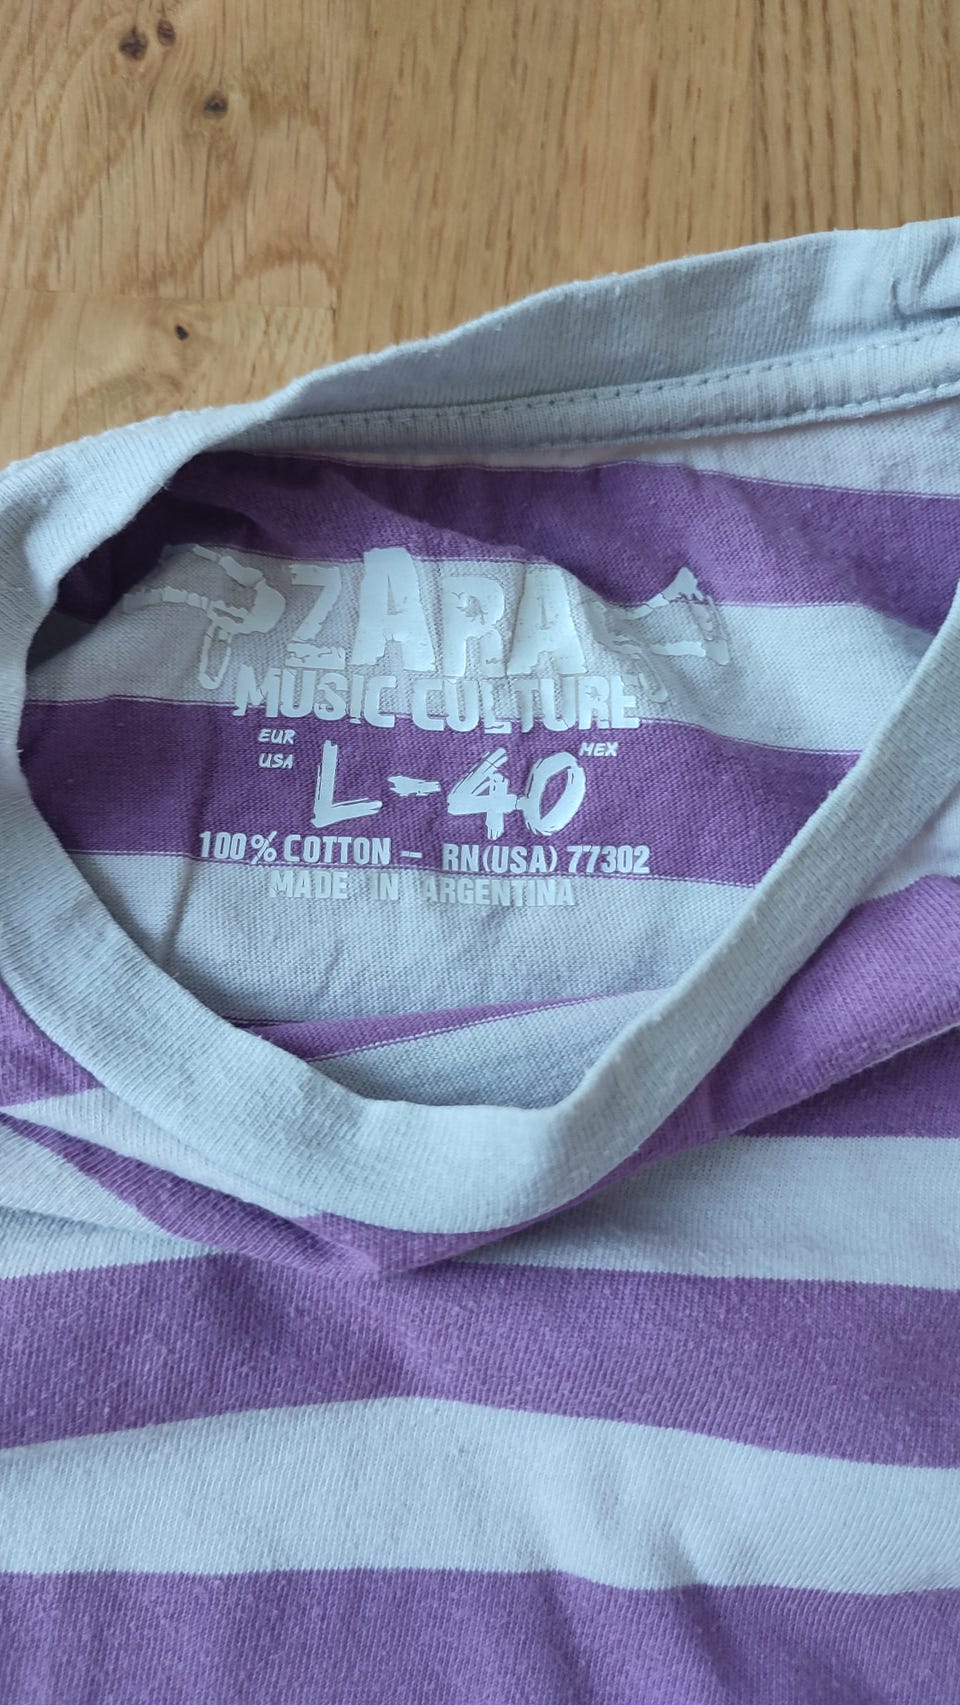 ZARA
MUSIC CULTURE
EUR
USA
L-40
MEX
100% COTTON – RN(USA) 77302
MADE IN ARGENTINA